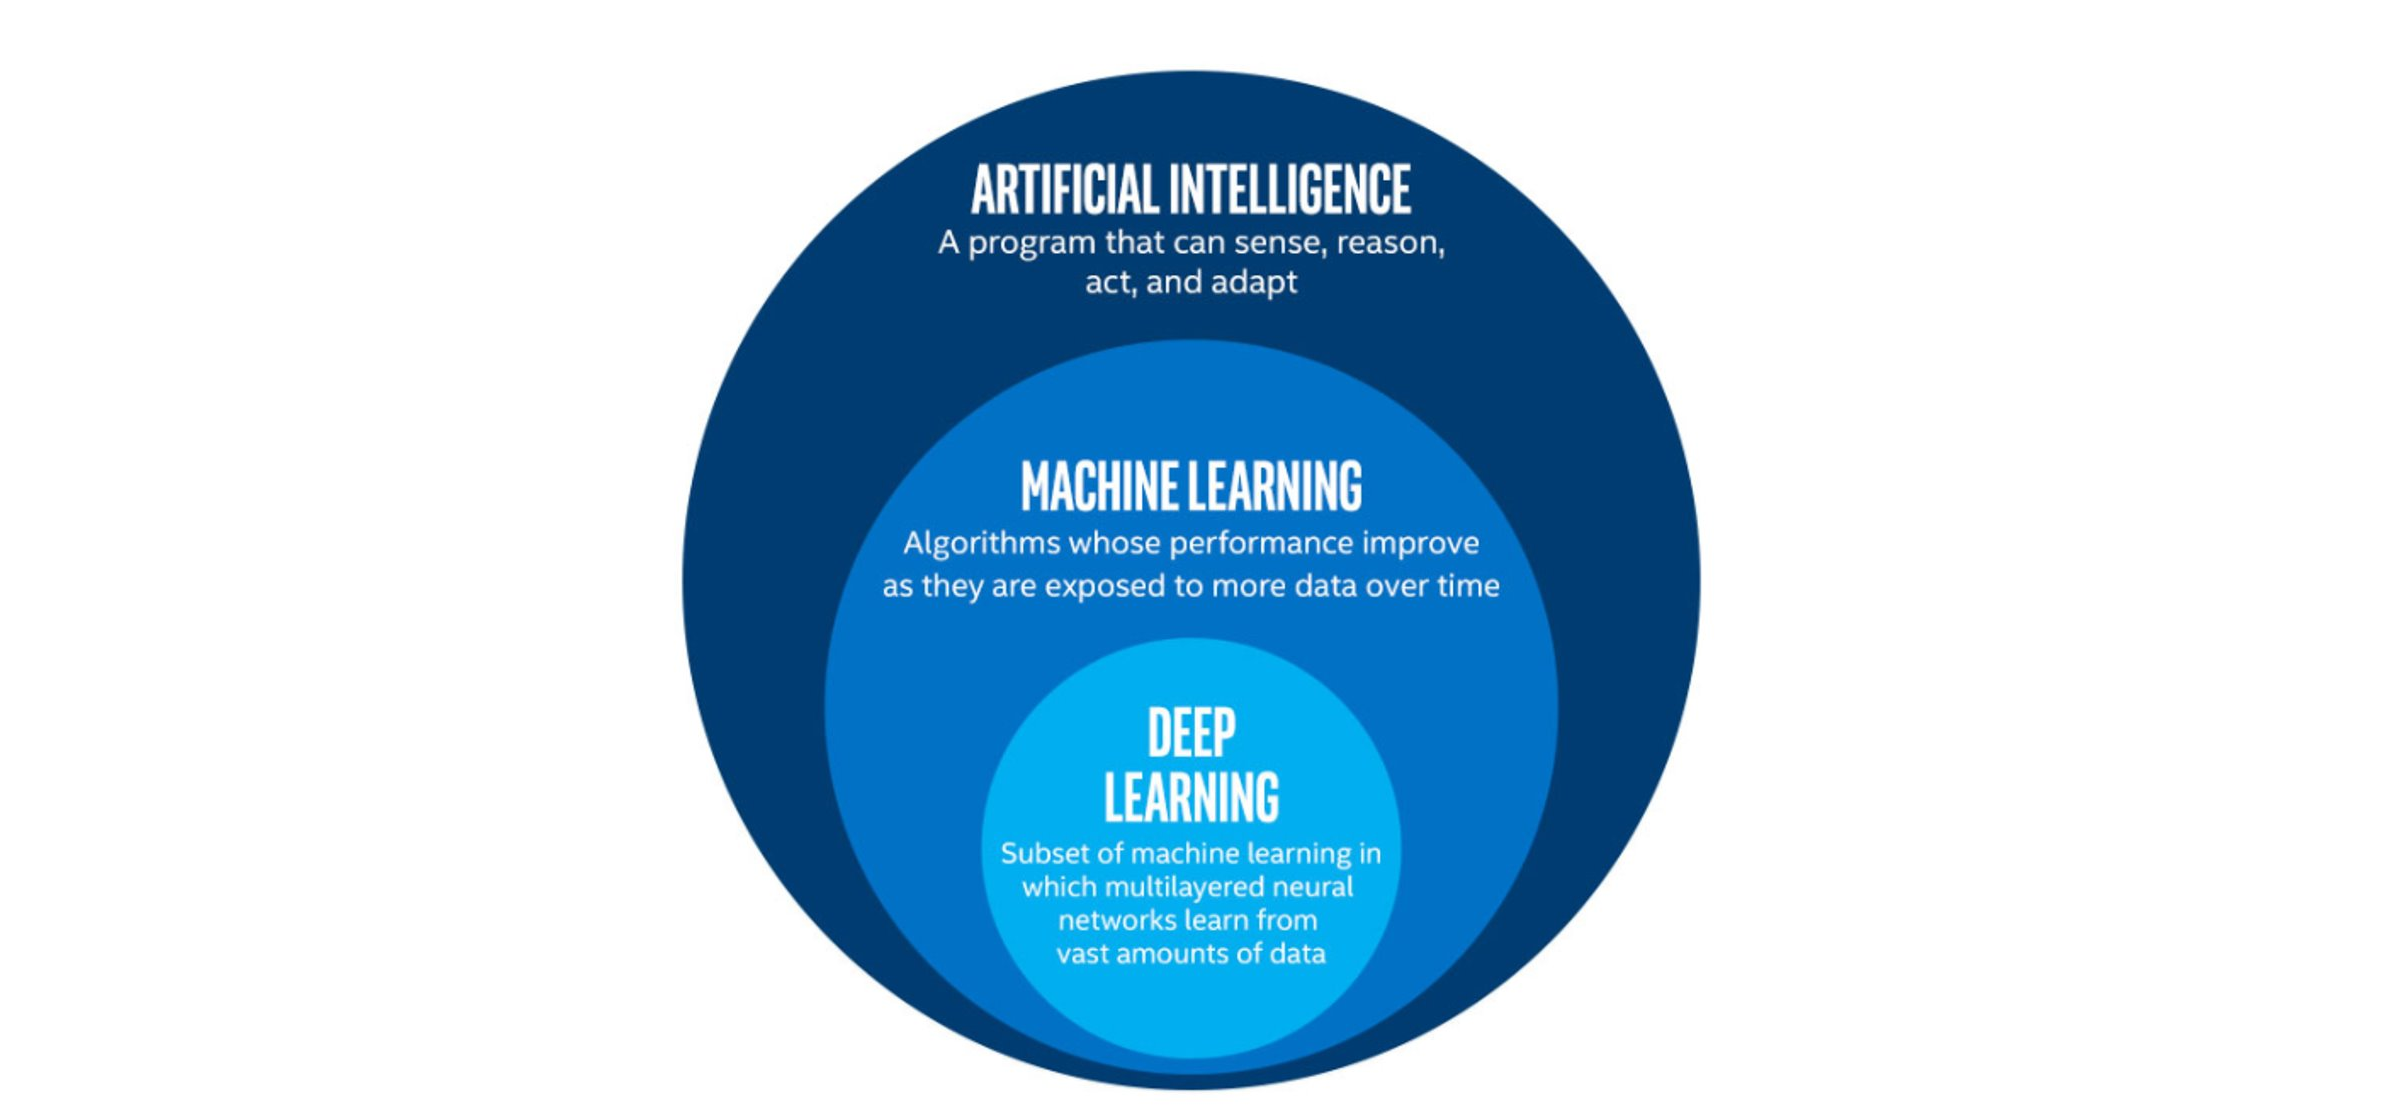 ARTIFICIAL INTELLIGENCE
A program that can sense, reason,
act, and adapt
MACHINE LEARNING
Algorithms whose performance improve
as they are exposed to more data over time
DEEP
LEARNING
Subset of machine learning in
which multilayered neural
networks learn from
vast amounts of data